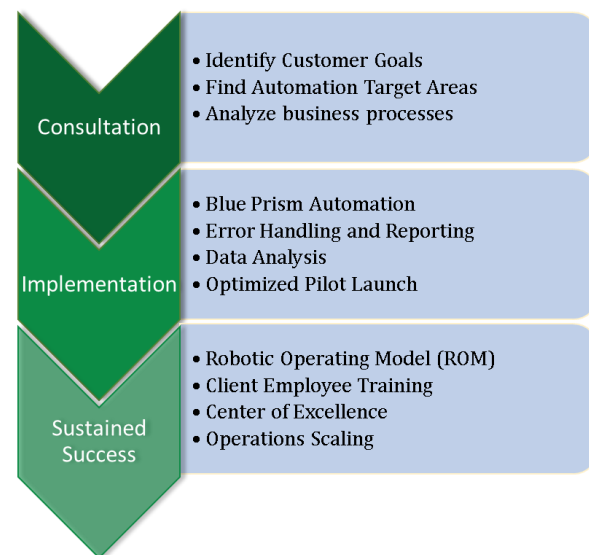 Consultation
• Identify Customer Goals
• Find Automation Target Areas
• Analyze business processes
Implementation
• Blue Prism Automation
• Error Handling and Reporting
• Data Analysis
• Optimized Pilot Launch
Sustained
Success
• Robotic Operating Model (ROM)
• Client Employee Training
• Center of Excellence
• Operations Scaling